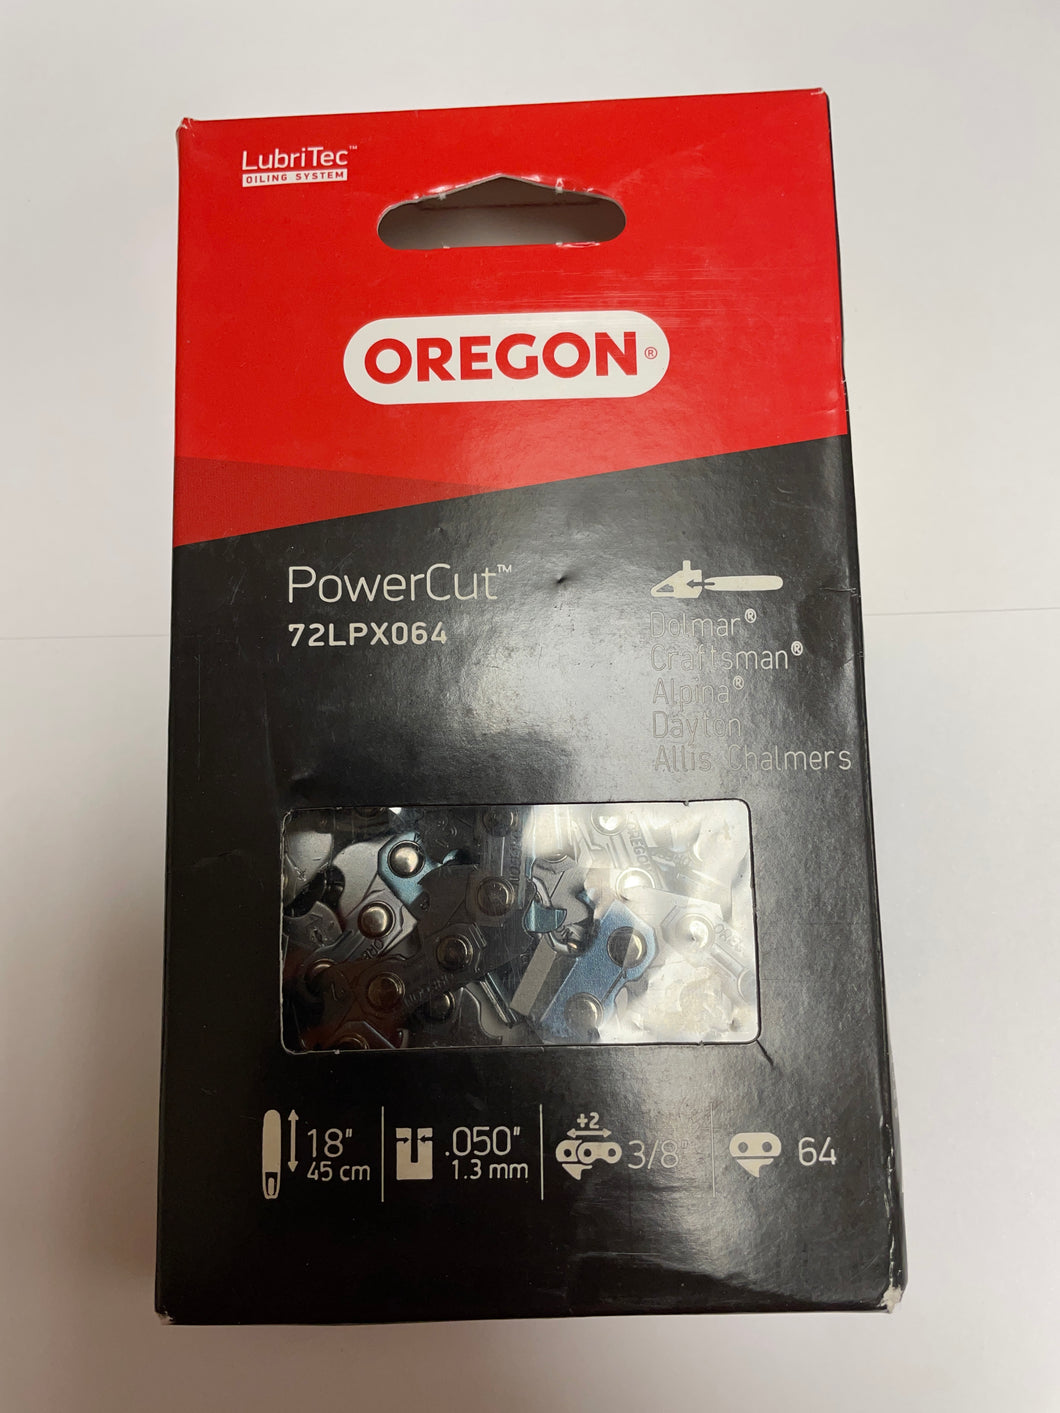 LubriTec™
OILING SYSTEM
OREGON®
PowerCut™
72LPX064
Dolmar®
Craftsman®
Alpina®
Dayton
Allis Chalmers
OREGON
18"
45 cm
.050"
1.3 mm
+2
3/8"
64